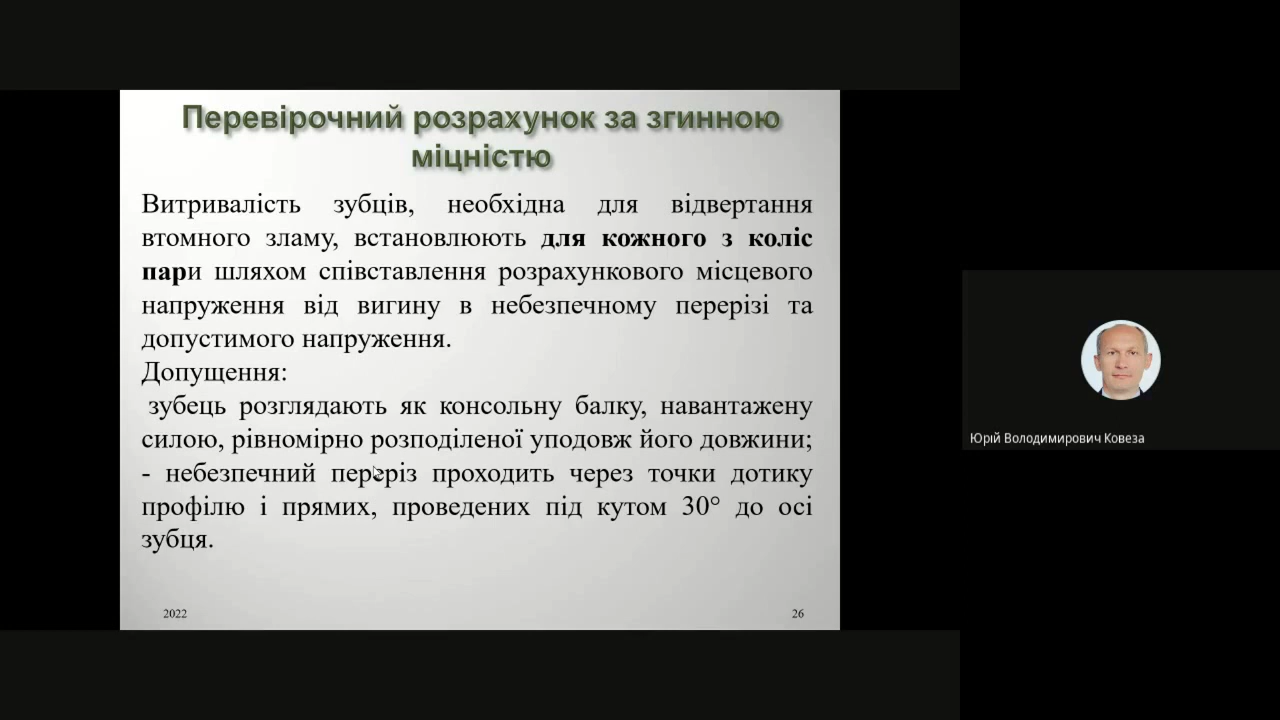 Перевірочний розрахунок за згинною
міцністю
Витривалість зубців, необхідна для відвертання
втомного зламу, встановлюють для кожного з коліс
пари шляхом співставлення розрахункового місцевого
напруження від вигину в небезпечному перерізі та
допустимого напруження.
Допущення:
зубець розглядають як консольну балку, навантажену
силою, рівномірно розподіленої уподовж його довжини;
- небезпечний переріз проходить через точки дотику
профілю і прямих, проведених під кутом 30° до осі
зубця.
2022
26
Юрій Володимирович Ковеза